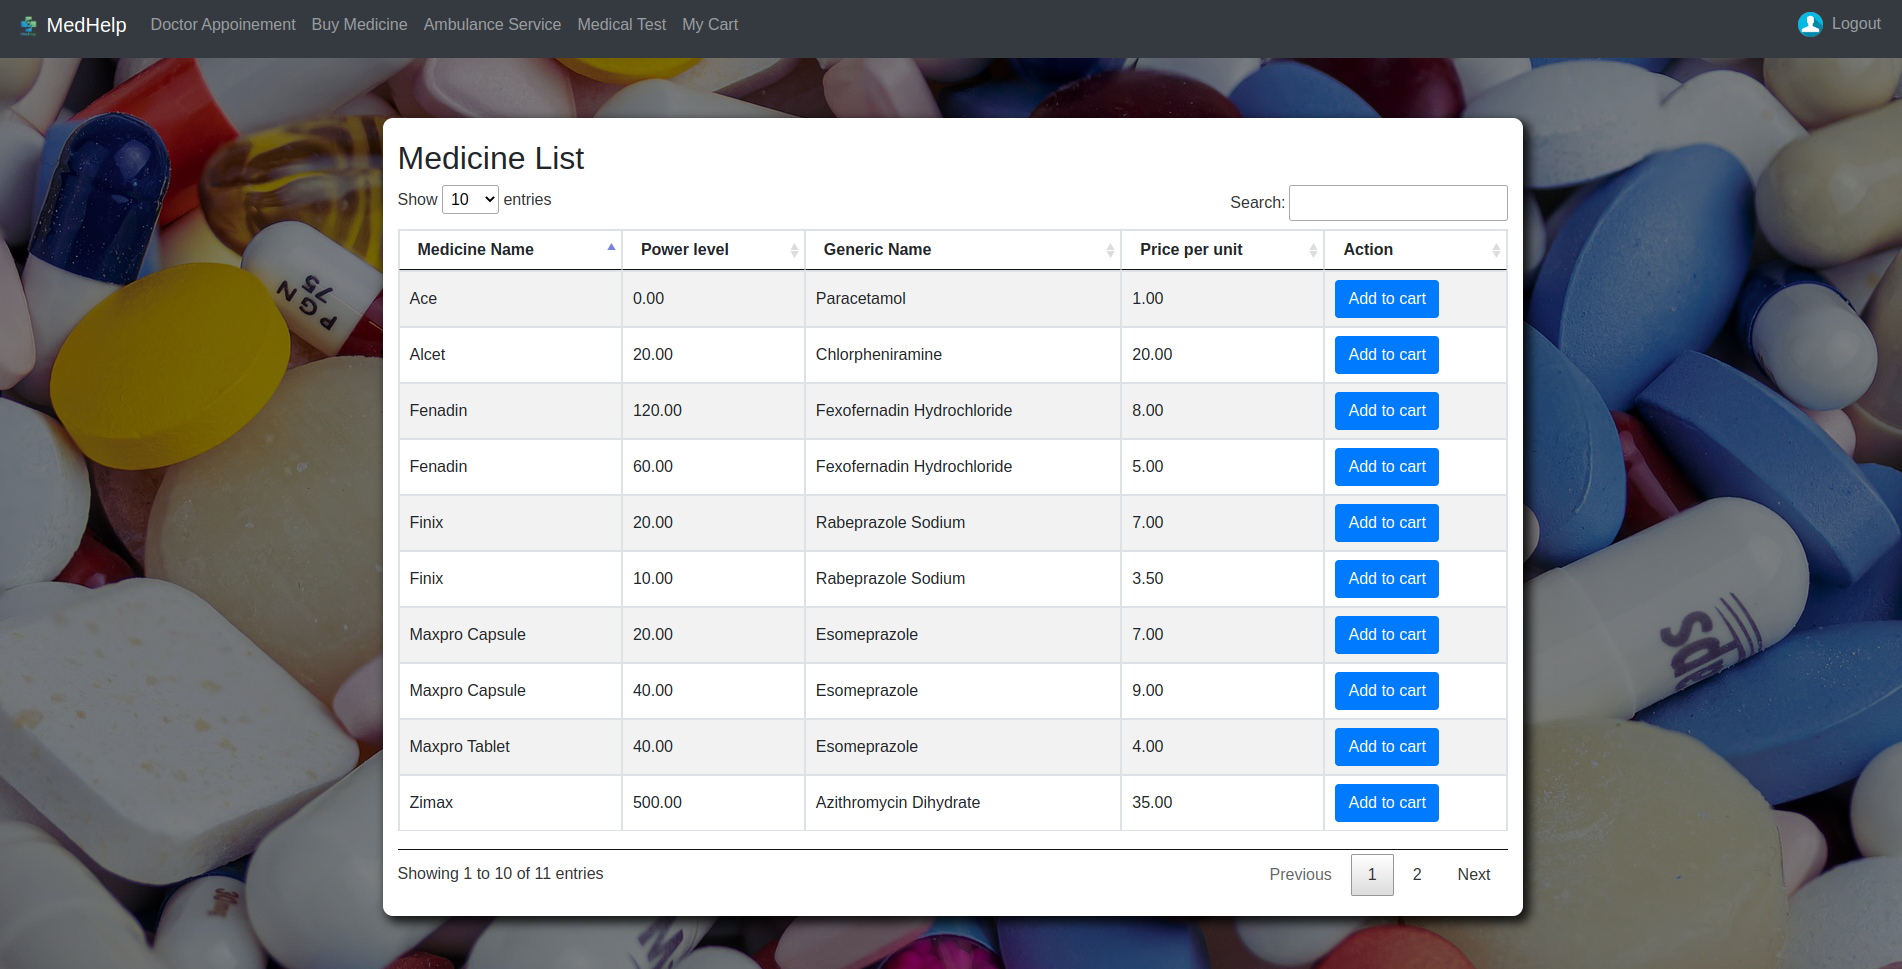 MedHelp Doctor Appoinement Buy Medicine Ambulance Service Medical Test My Cart Logout
Medicine List
Show 10 entries Search:
Medicine Name Power level Generic Name Price per unit Action
Ace 0.00 Paracetamol 1.00 Add to cart
Alcet 20.00 Chlorpheniramine 20.00 Add to cart
Fenadin 120.00 Fexofernadin Hydrochloride 8.00 Add to cart
Fenadin 60.00 Fexofernadin Hydrochloride 5.00 Add to cart
Finix 20.00 Rabeprazole Sodium 7.00 Add to cart
Finix 10.00 Rabeprazole Sodium 3.50 Add to cart
Maxpro Capsule 20.00 Esomeprazole 7.00 Add to cart
Maxpro Capsule 40.00 Esomeprazole 9.00 Add to cart
Maxpro Tablet 40.00 Esomeprazole 4.00 Add to cart
Zimax 500.00 Azithromycin Dihydrate 35.00 Add to cart
Showing 1 to 10 of 11 entries Previous 1 2 Next
PGN
75